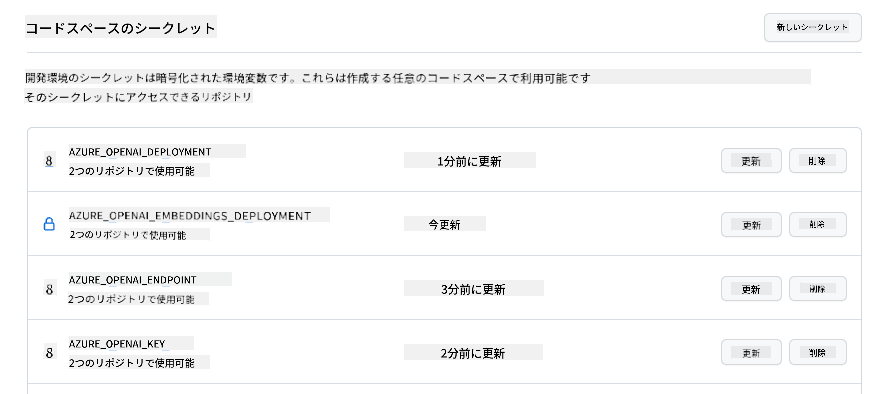 コードスペースのシークレット
新しいシークレット
開発環境のシークレットは暗号化された環境変数です。これらは作成する任意のコードスペースで利用可能です
そのシークレットにアクセスできるリポジトリ
8 AZURE_OPENAI_DEPLOYMENT
2つのリポジトリで使用可能
1分前に更新
更新
削除
AZURE_OPENAI_EMBEDDINGS_DEPLOYMENT
2つのリポジトリで使用可能
今更新
更新
削除
8 AZURE_OPENAI_ENDPOINT
2つのリポジトリで使用可能
3分前に更新
更新
削除
8 AZURE_OPENAI_KEY
2つのリポジトリで使用可能
2分前に更新
更新
削除